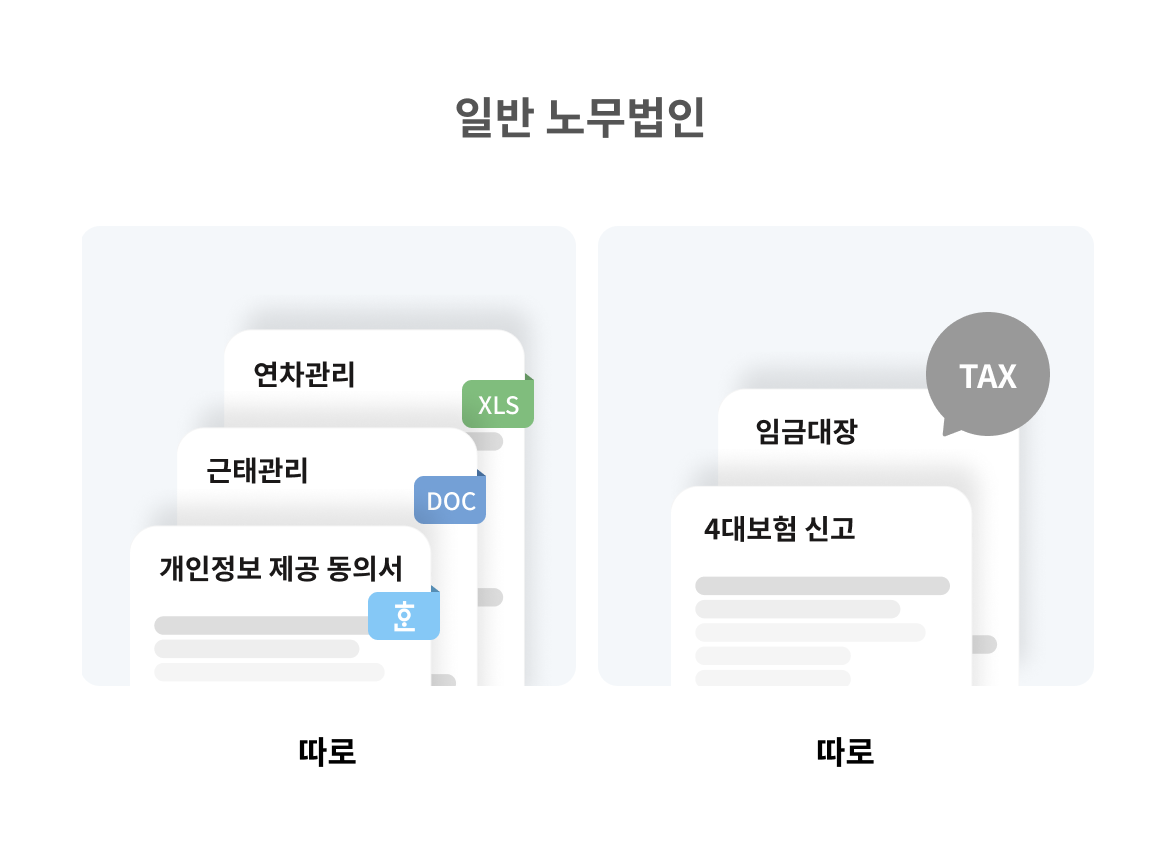 일반 노무법인
연차관리
XLS
근태관리
DOC
개인정보 제공 동의서
ᄒᆞᆫ
TAX
임금대장
4대보험 신고
따로
따로